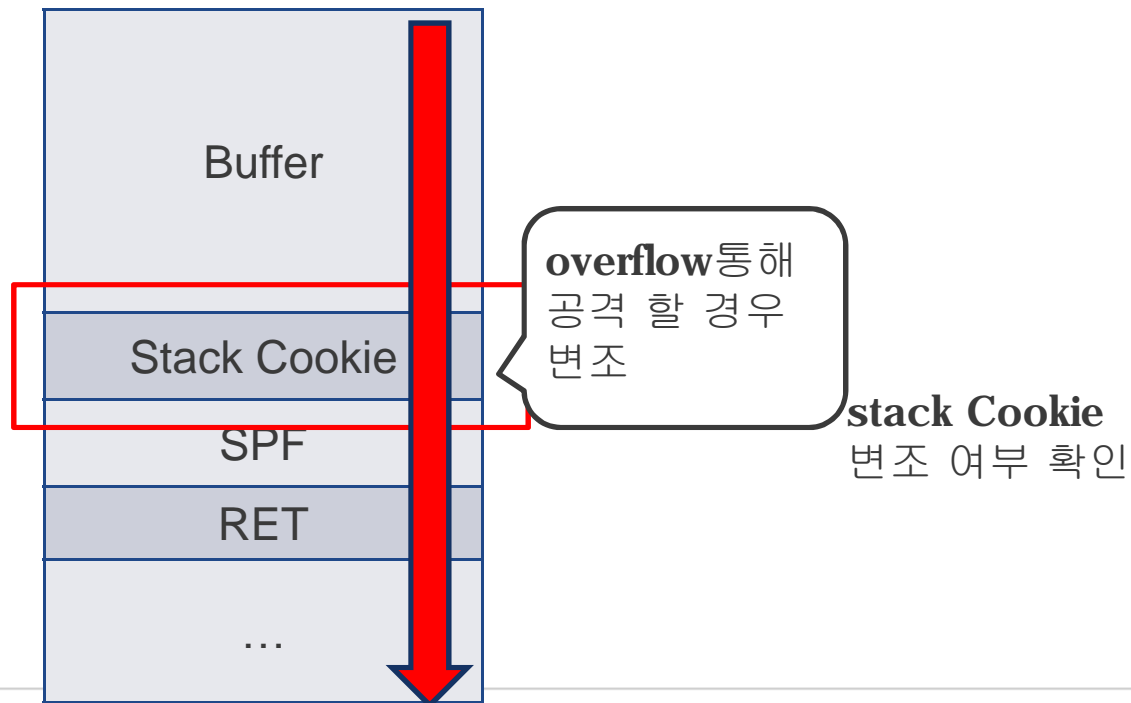 Buffer
Stack Cookie
SPF
RET
…
overflow통해
공격 할 경우
변조
stack Cookie
변조 여부 확인